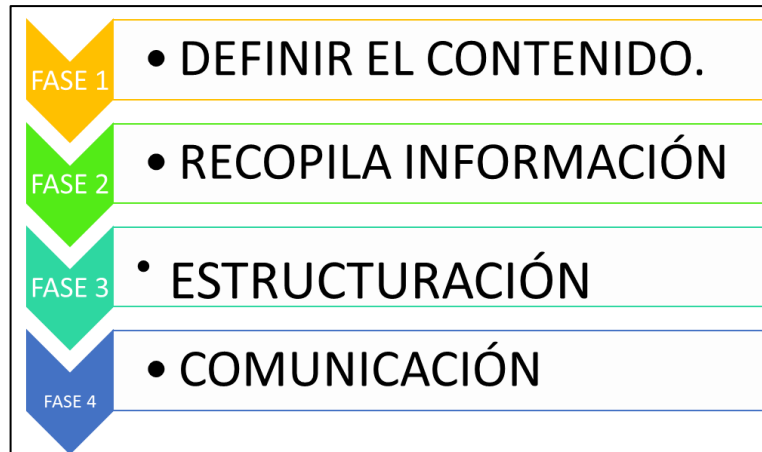 FASE 1
• DEFINIR EL CONTENIDO.
FASE 2
• RECOPILA INFORMACIÓN
FASE 3
• ESTRUCTURACIÓN
FASE 4
• COMUNICACIÓN